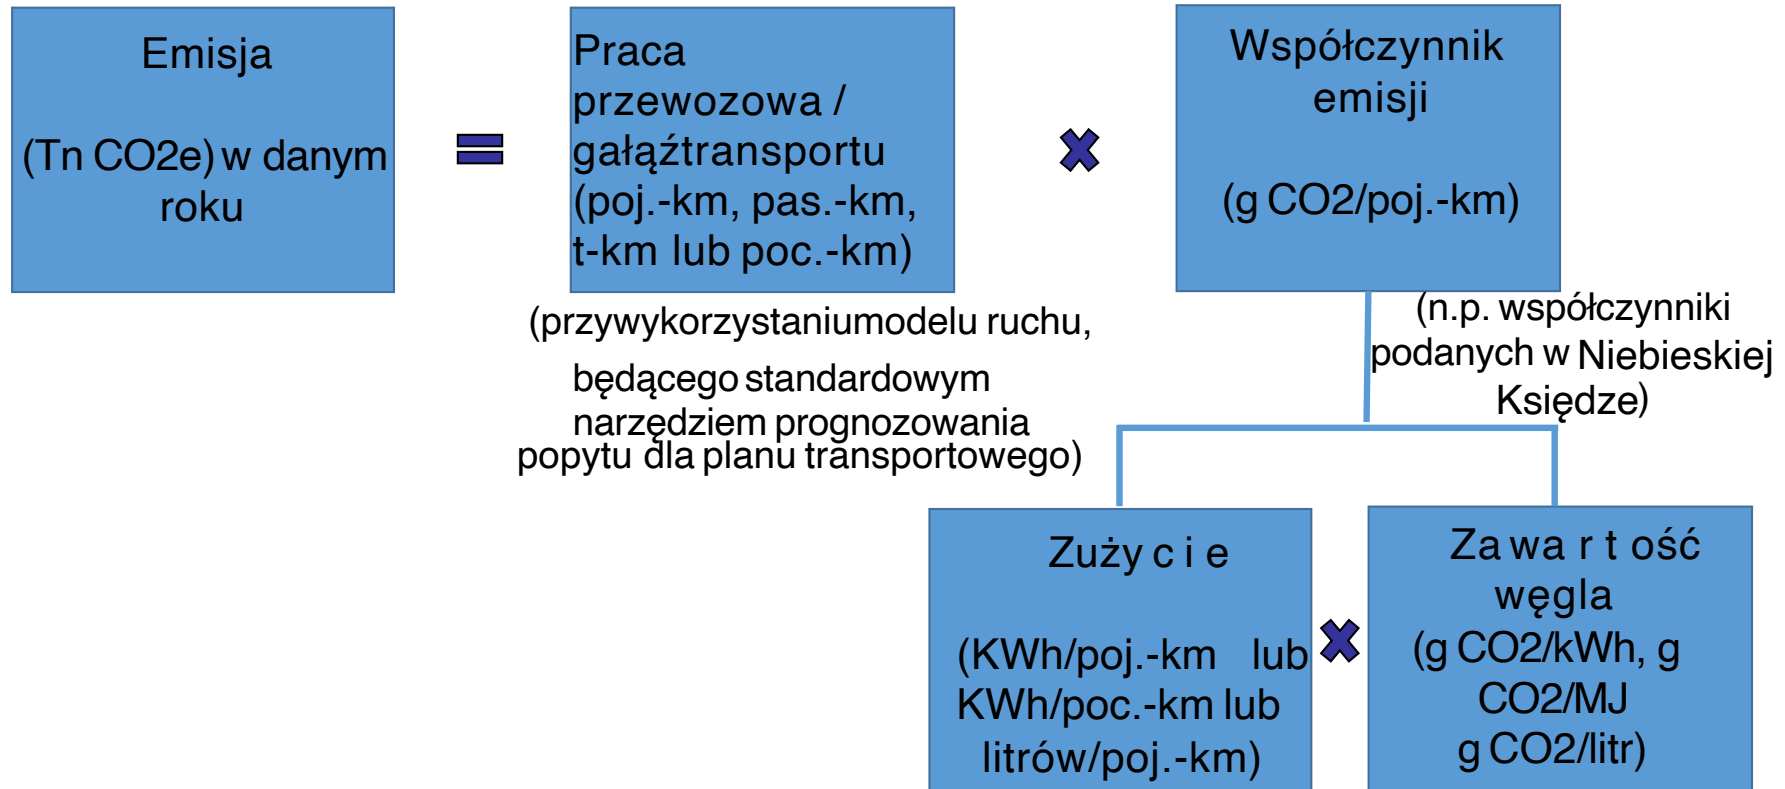 Emisja
(Tn CO2e) w danym
roku
Praca
przewozowa /
gałąźtransportu
(poj.-km, pas.-km,
t-km lub poc.-km)
(przywykorzystaniumodelu ruchu,
będącego standardowym
narzędziem prognozowania
popytu dla planu transportowego)
Współczynnik
emisji
(g CO2/poj.-km)
(n.p. współczynniki
podanych w Niebieskiej
Księdze)
Zuży c i e
(KWh/poj.-km lub
KWh/poc.-km lub
litrów/poj.-km)
Za wa r t ość
węgla
(g CO2/kWh, g
CO2/MJ
g CO2/litr)